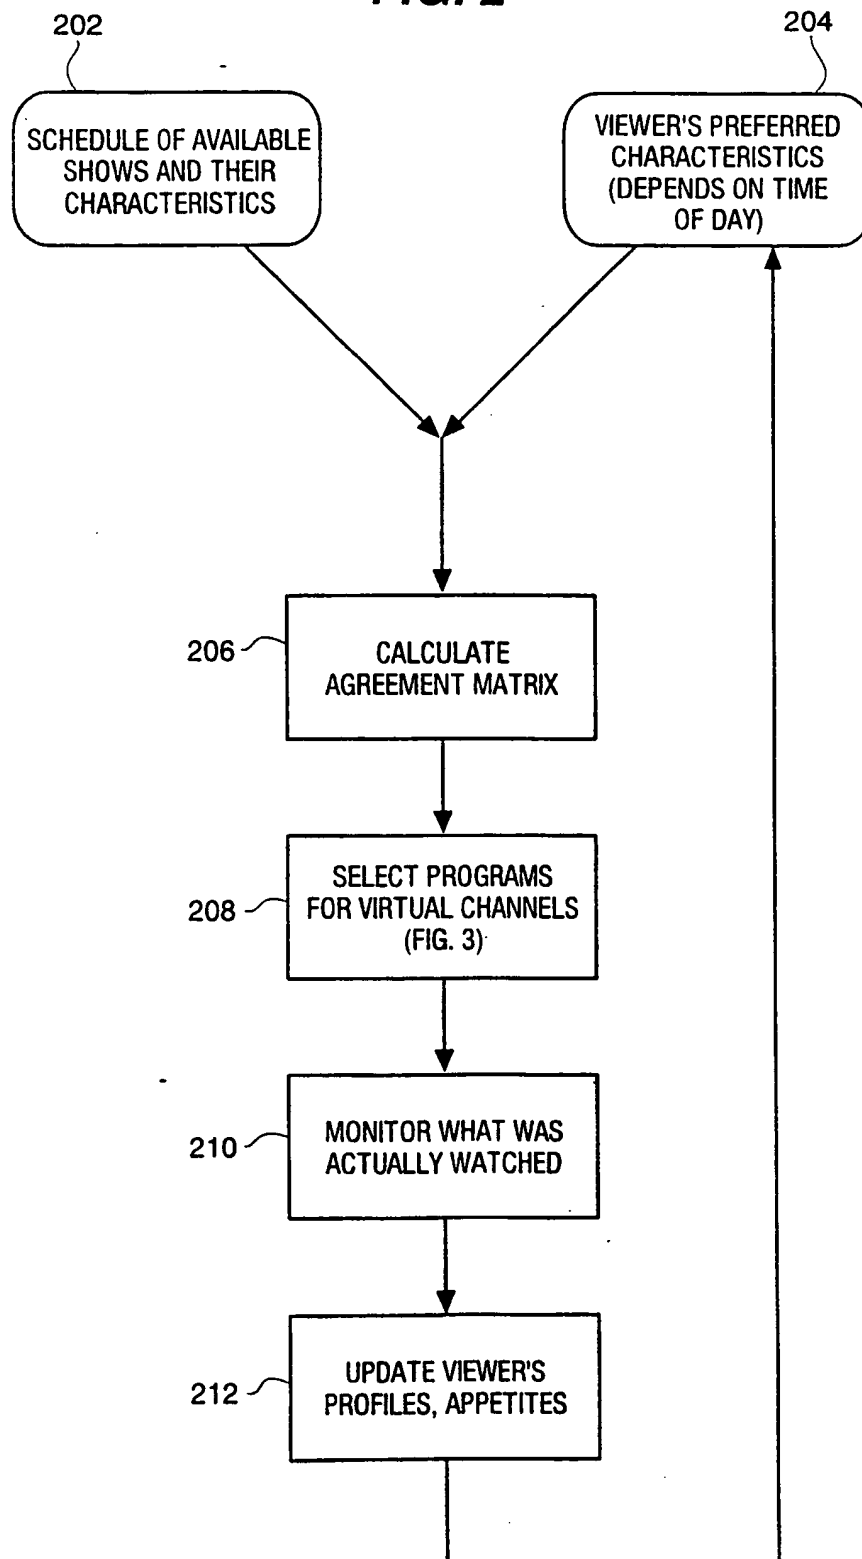 202
204
SCHEDULE OF AVAILABLE
SHOWS AND THEIR
CHARACTERISTICS
VIEWER'S PREFERRED
CHARACTERISTICS
(DEPENDS ON TIME
OF DAY)
206
CALCULATE
AGREEMENT MATRIX
208
SELECT PROGRAMS
FOR VIRTUAL CHANNELS
(FIG. 3)
210
MONITOR WHAT WAS
ACTUALLY WATCHED
212
UPDATE VIEWER'S
PROFILES, APPETITES